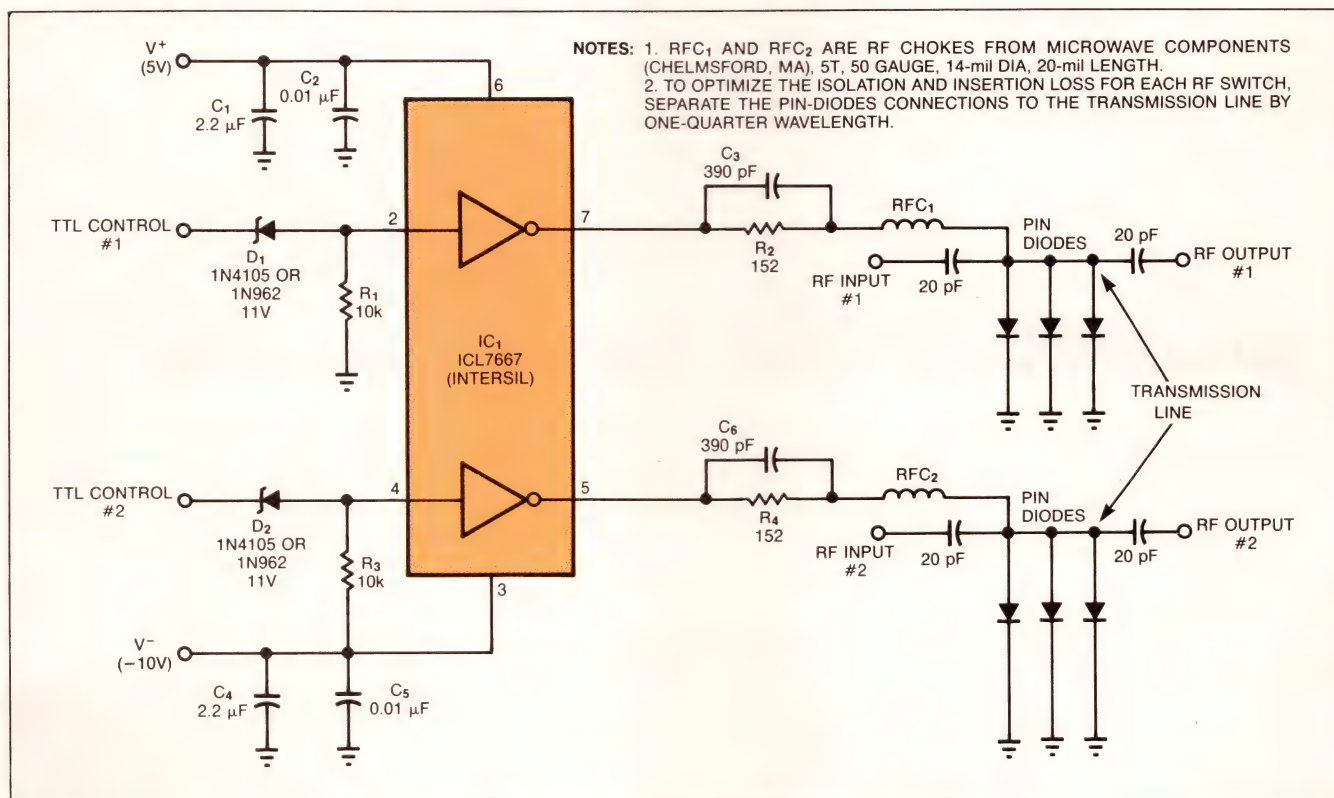 NOTES: 1. RFC₁ AND RFC₂ ARE RF CHOKES FROM MICROWAVE COMPONENTS
(CHELMSFORD, MA), 5T, 50 GAUGE, 14-mil DIA, 20-mil LENGTH.
2. TO OPTIMIZE THE ISOLATION AND INSERTION LOSS FOR EACH RF SWITCH,
SEPARATE THE PIN-DIODES CONNECTIONS TO THE TRANSMISSION LINE BY
ONE-QUARTER WAVELENGTH.
V⁺
(5V)
C₁
2.2 µF
C₂
0.01 µF
6
TTL CONTROL
#1
D₁
1N4105 OR
1N962
11V
R₁
10k
2
7
IC₁
ICL7667
(INTERSIL)
C₃
390 pF
R₂
152
RFC₁
RF INPUT
#1
20 pF
PIN
DIODES
20 pF
RF OUTPUT
#1
TRANSMISSION
LINE
TTL CONTROL
#2
D₂
1N4105 OR
1N962
11V
R₃
10k
4
5
3
C₆
390 pF
R₄
152
RFC₂
RF INPUT
#2
20 pF
PIN
DIODES
20 pF
RF OUTPUT
#2
V⁻
(−10V)
C₄
2.2 µF
C₅
0.01 µF